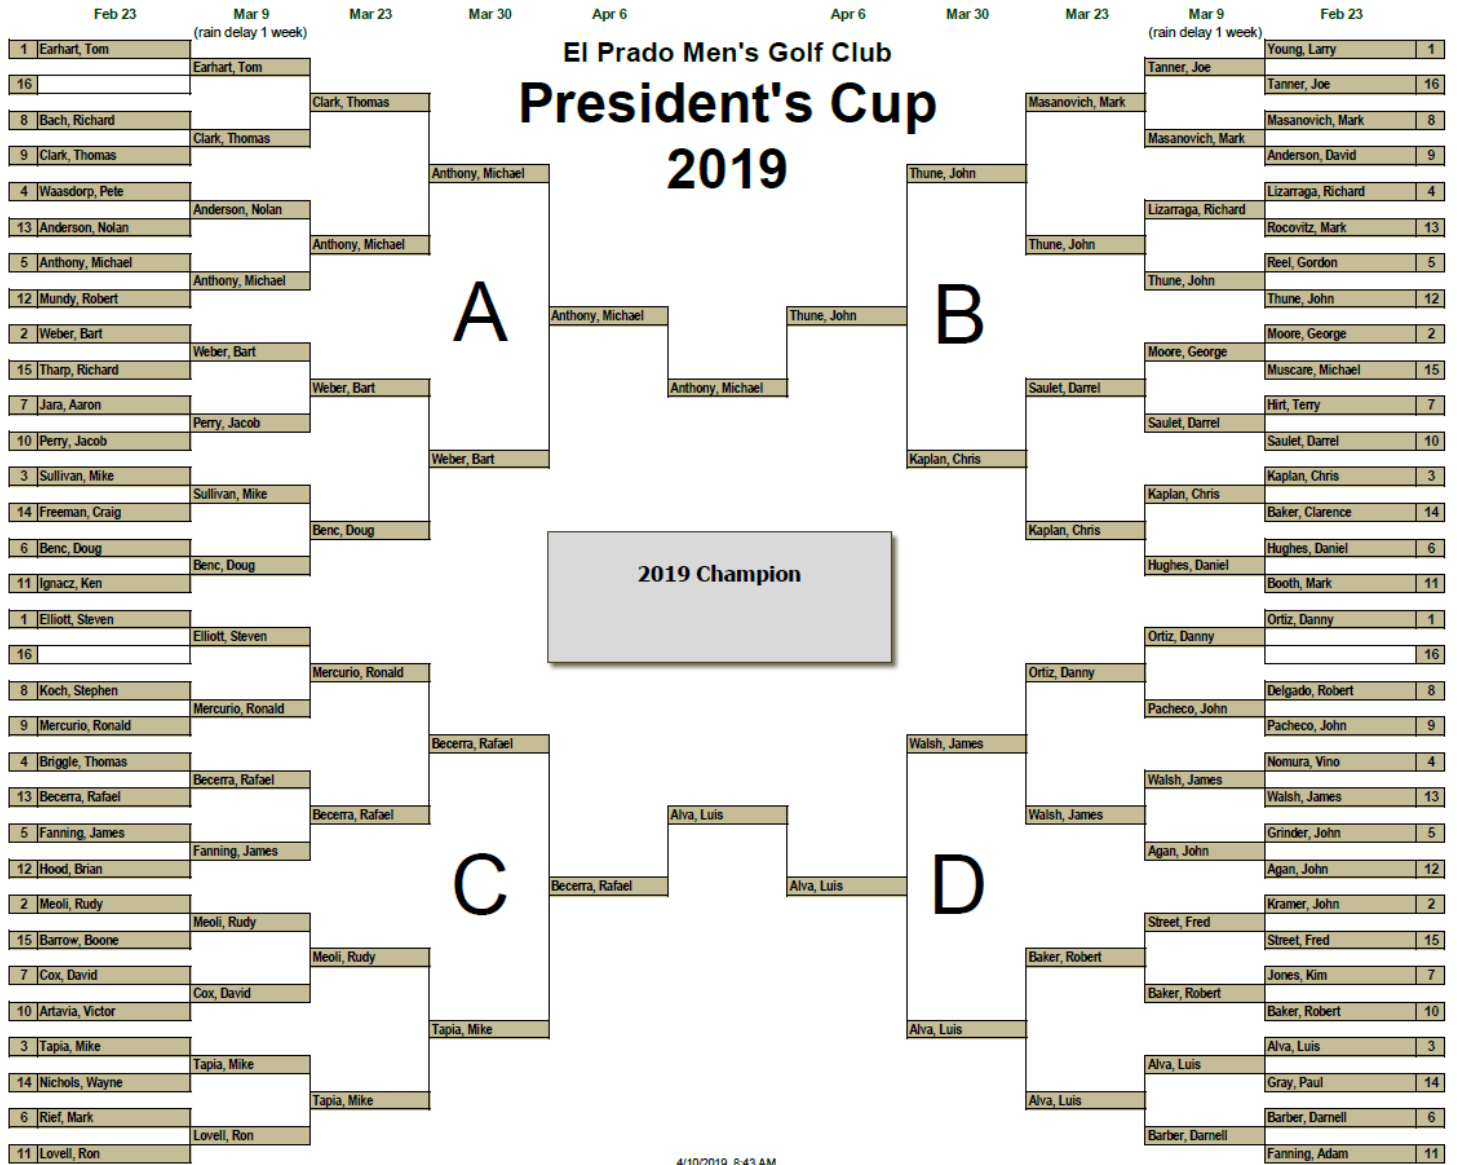 Feb 23 Mar 9 Mar 23 Mar 30 Apr 6 Apr 6 Mar 30 Mar 23 Mar 9 Feb 23
(rain delay 1 week) (rain delay 1 week)
El Prado Men's Golf Club
President's Cup
2019
1 Earhart, Tom
16
8 Bach, Richard
9 Clark, Thomas
4 Waasdorp, Pete
13 Anderson, Nolan
5 Anthony, Michael
12 Mundy, Robert
2 Weber, Bart
15 Tharp, Richard
7 Jara, Aaron
10 Perry, Jacob
3 Sullivan, Mike
14 Freeman, Craig
6 Benc, Doug
11 Ignacz, Ken
Earhart, Tom
Clark, Thomas
Anderson, Nolan
Anthony, Michael
Weber, Bart
Perry, Jacob
Sullivan, Mike
Benc, Doug
Clark, Thomas
Anthony, Michael
Weber, Bart
Benc, Doug
Anthony, Michael
Weber, Bart
A
Anthony, Michael
Anthony, Michael
Thune, John
B
Thune, John
Kaplan, Chris
Masanovich, Mark
Thune, John
Saulet, Darrel
Kaplan, Chris
Tanner, Joe
Masanovich, Mark
Lizarraga, Richard
Thune, John
Moore, George
Saulet, Darrel
Kaplan, Chris
Hughes, Daniel
Young, Larry 1
Tanner, Joe 16
Masanovich, Mark 8
Anderson, David 9
Lizarraga, Richard 4
Rocovitz, Mark 13
Reel, Gordon 5
Thune, John 12
Moore, George 2
Muscare, Michael 15
Hirt, Terry 7
Saulet, Darrel 10
Kaplan, Chris 3
Baker, Clarence 14
Hughes, Daniel 6
Booth, Mark 11
2019 Champion
1 Elliott, Steven
16
8 Koch, Stephen
9 Mercurio, Ronald
4 Briggle, Thomas
13 Becerra, Rafael
5 Fanning, James
12 Hood, Brian
2 Meoli, Rudy
15 Barrow, Boone
7 Cox, David
10 Artavia, Victor
3 Tapia, Mike
14 Nichols, Wayne
6 Rief, Mark
11 Lovell, Ron
Elliott, Steven
Mercurio, Ronald
Becerra, Rafael
Fanning, James
Meoli, Rudy
Cox, David
Tapia, Mike
Lovell, Ron
Mercurio, Ronald
Becerra, Rafael
Meoli, Rudy
Tapia, Mike
Becerra, Rafael
Tapia, Mike
C
Becerra, Rafael
Alva, Luis
Alva, Luis
D
Walsh, James
Alva, Luis
Ortiz, Danny
Walsh, James
Baker, Robert
Alva, Luis
Ortiz, Danny
Pacheco, John
Walsh, James
Agan, John
Street, Fred
Baker, Robert
Alva, Luis
Barber, Darnell
Ortiz, Danny 1
16
Delgado, Robert 8
Pacheco, John 9
Nomura, Vino 4
Walsh, James 13
Grinder, John 5
Agan, John 12
Kramer, John 2
Street, Fred 15
Jones, Kim 7
Baker, Robert 10
Alva, Luis 3
Gray, Paul 14
Barber, Darnell 6
Fanning, Adam 11
4/10/2019 8:43 AM